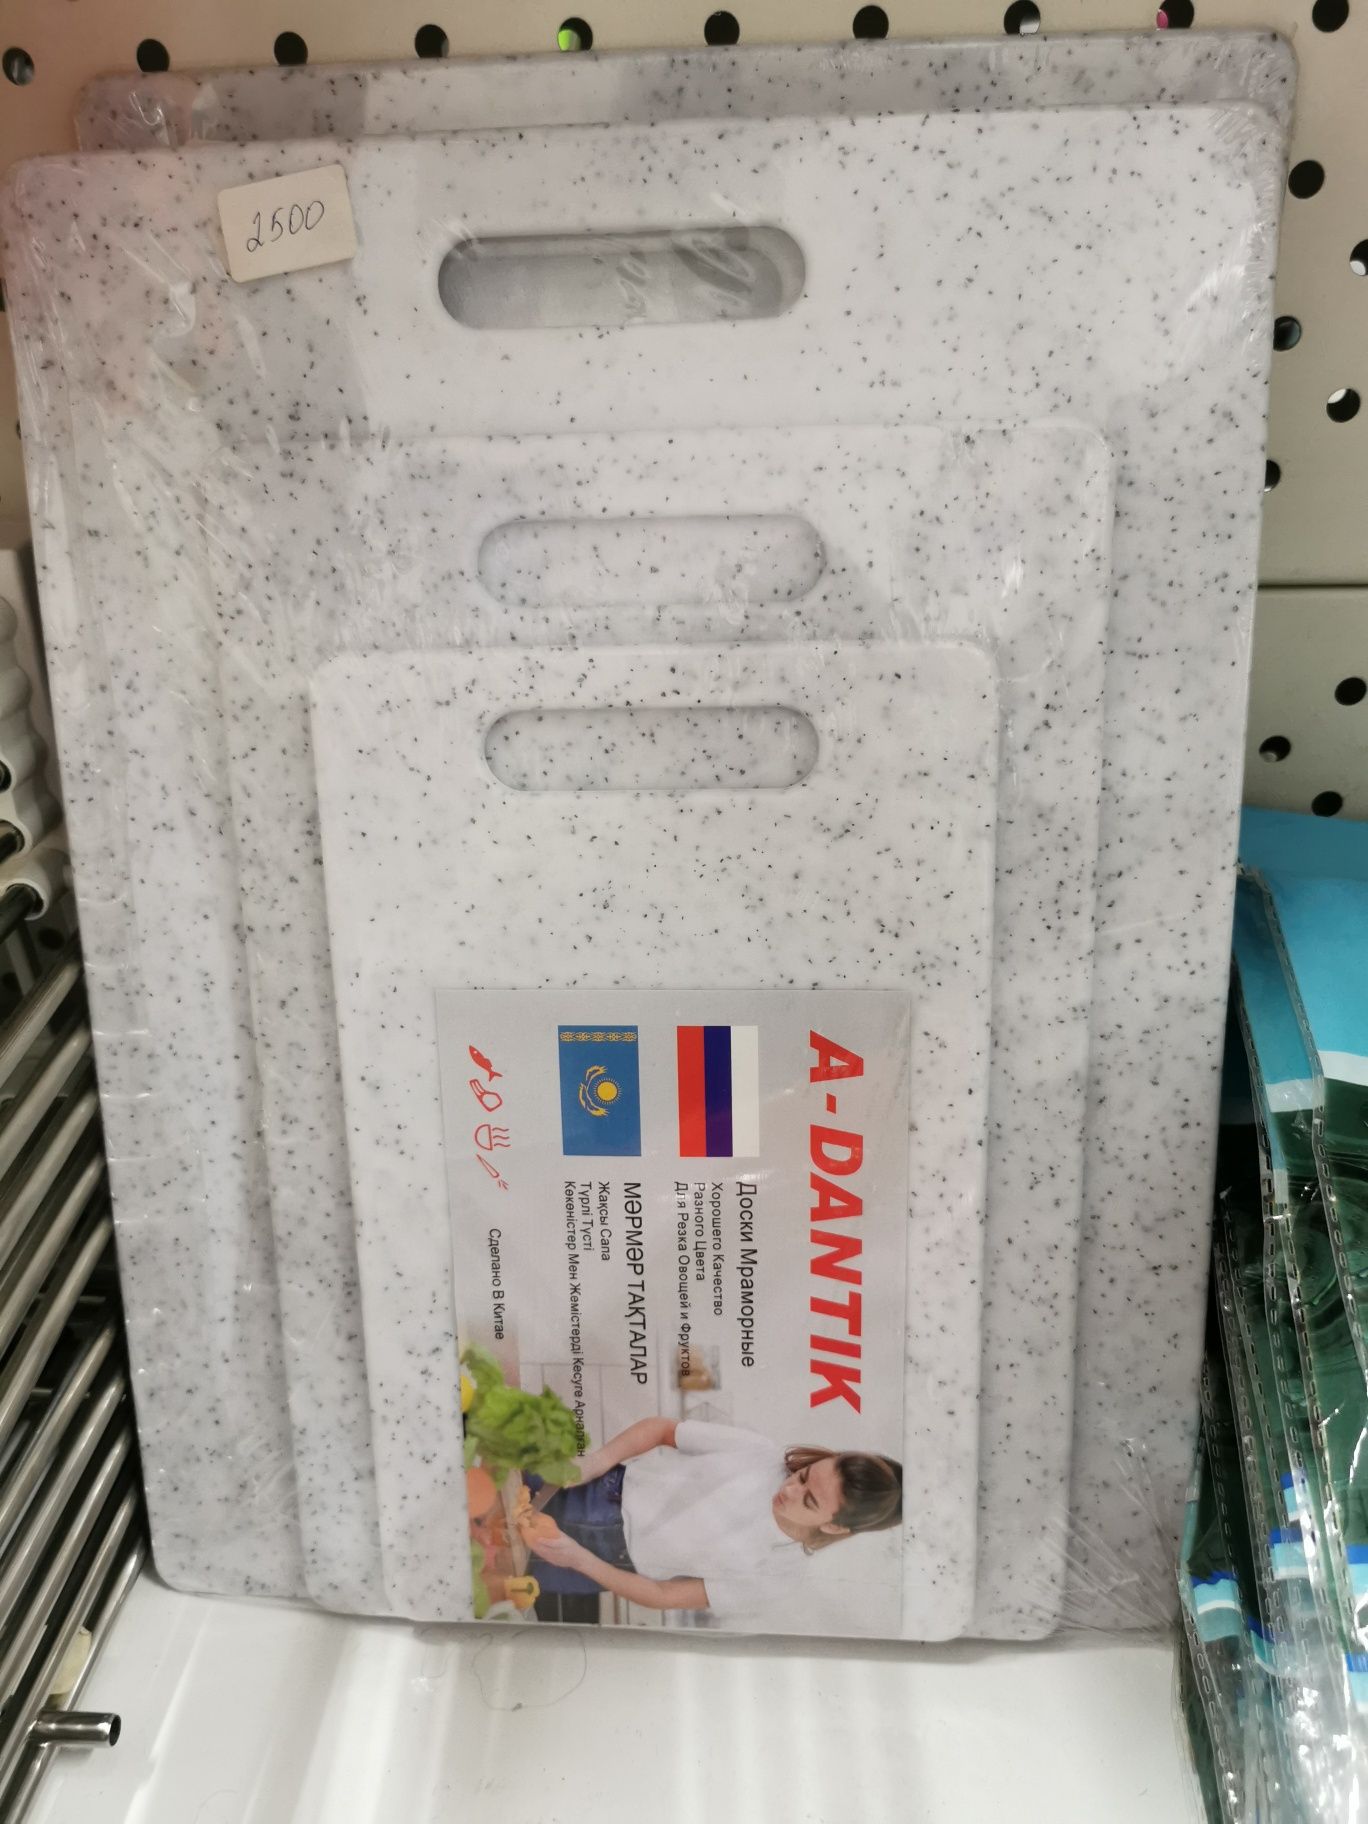 2500
A-DANTIK
Доски Мраморные
Хорошего Качество
Разного Цвета
Для Резка Овощей и Фруктов
МӘРМӘР ТАҚТАЛАР
Жақсы Сапа
Түрлі Түсті
Көкөністер Мен Жемістерді Кесуге Арналған
Сделано В Китае